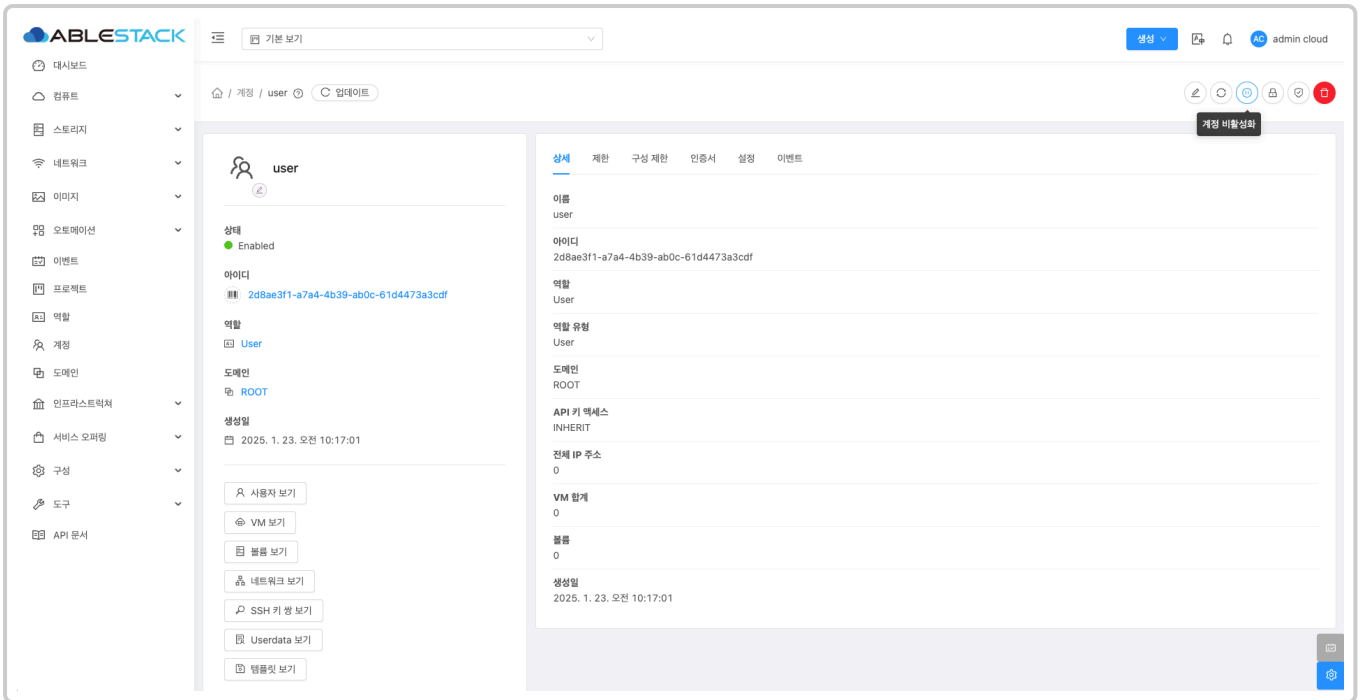 ABLESTACK
기본 보기
생성
AC
admin cloud
대시보드
컴퓨트
스토리지
네트워크
이미지
오토메이션
이벤트
프로젝트
역할
계정
도메인
인프라스트럭쳐
서비스 오퍼링
구성
도구
API 문서
/ 계정 / user
업데이트
계정 비활성화
user
상태
Enabled
아이디
2d8ae3f1-a7a4-4b39-ab0c-61d4473a3cdf
역할
User
도메인
ROOT
생성일
2025. 1. 23. 오전 10:17:01
사용자 보기
VM 보기
볼륨 보기
네트워크 보기
SSH 키 쌍 보기
Userdata 보기
템플릿 보기
상세 제한 구성 제한 인증서 설정 이벤트
이름
user
아이디
2d8ae3f1-a7a4-4b39-ab0c-61d4473a3cdf
역할
User
역할 유형
User
도메인
ROOT
API 키 액세스
INHERIT
전체 IP 주소
0
VM 합계
0
볼륨
0
생성일
2025. 1. 23. 오전 10:17:01